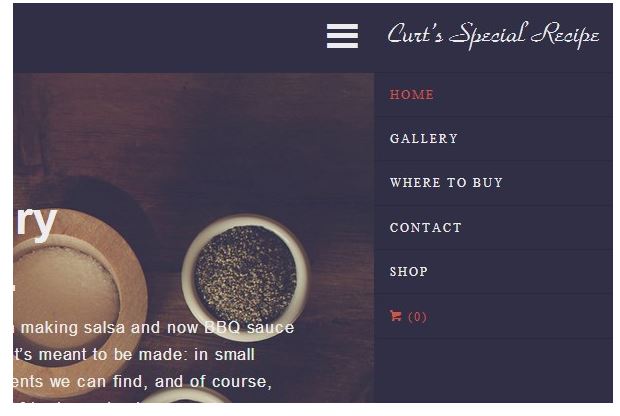 Curt's Special Recipe
HOME
GALLERY
WHERE TO BUY
CONTACT
SHOP
(0)
ry
.
making salsa and now BBQ sauce
t's meant to be made: in small
ents we can find, and of course,